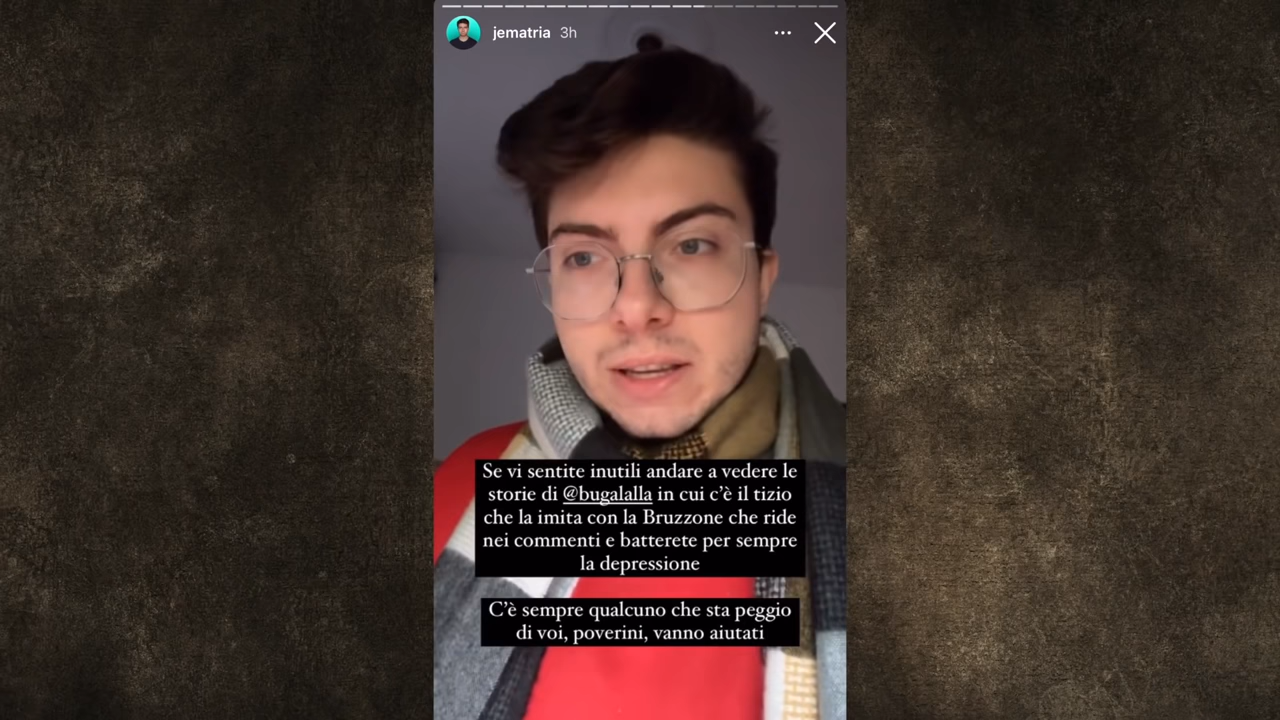 jematria 3h
Se vi sentite inutili andare a vedere le
storie di @bugalalla in cui c'è il tizio
che la imita con la Bruzzone che ride
nei commenti e batterete per sempre
la depressione
C'è sempre qualcuno che sta peggio
di voi, poverini, vanno aiutati